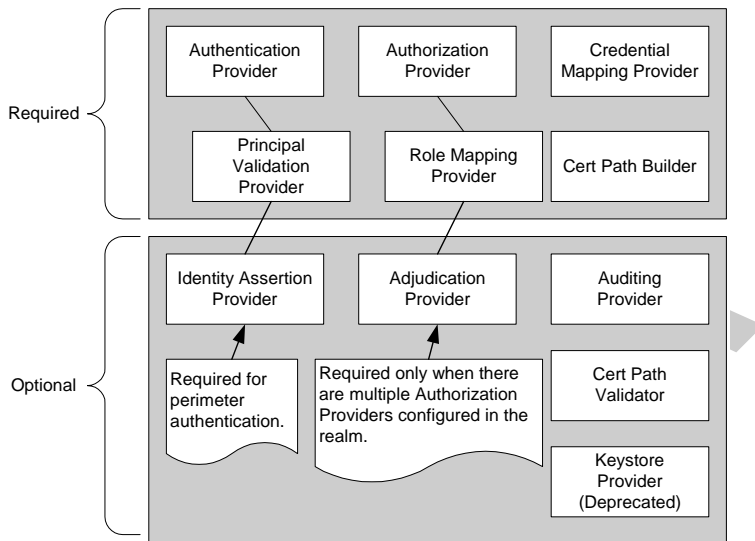 Required
Authentication
Provider
Authorization
Provider
Credential
Mapping Provider
Principal
Validation
Provider
Role Mapping
Provider
Cert Path Builder
Optional
Identity Assertion
Provider
Adjudication
Provider
Auditing
Provider
Required for
perimeter
authentication.
Required only when there
are multiple Authorization
Providers configured in the
realm.
Cert Path
Validator
Keystore
Provider
(Deprecated)